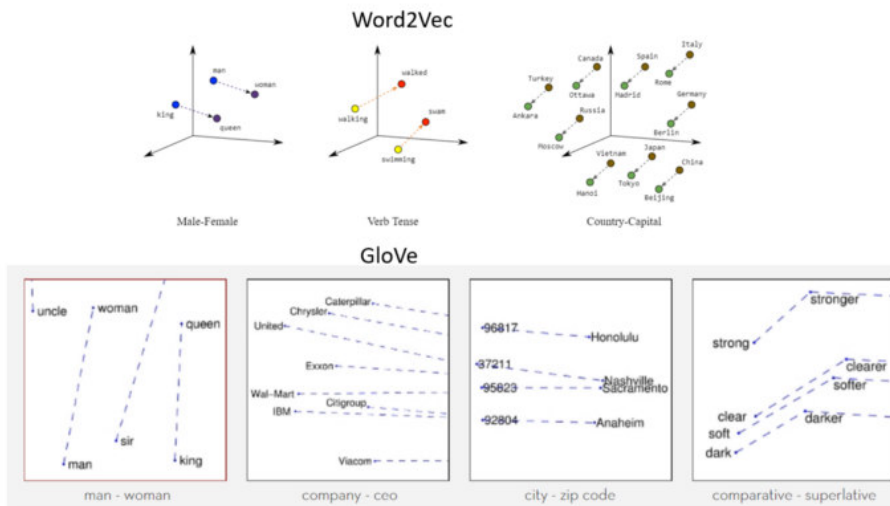 Word2Vec
man
woman
king
queen
Male-Female
walked
swam
walking
swimming
Verb Tense
Spain
Italy
Canada
Turkey
Rome
Ottawa
Madrid
Germany
Ankara
Russia
Berlin
Moscow
Vietnam
Japan
China
Hanoi
Tokyo
Beijing
Country-Capital
GloVe
uncle
woman
queen
sir
man
king
man - woman
Caterpillar
Chrysler
United
Exxon
Wal-Mart
Citigroup
IBM
Viacom
company - ceo
96817
Honolulu
37211
Nashville
95823
Sacramento
92804
Anaheim
city - zip code
stronger
strong
clearer
softer
clear
darker
soft
dark
comparative - superlative